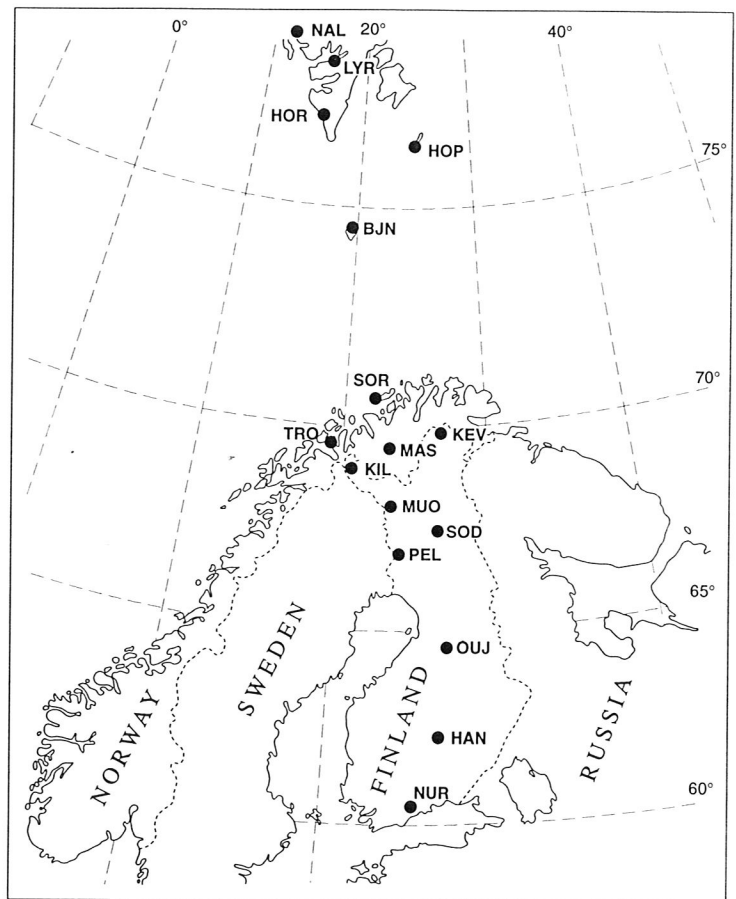 0°
NAL
20°
40°
LYR
HOR
HOP
75°
BJN
70°
SOR
TRO
KEV
MAS
KIL
MUO
SOD
PEL
65°
SWEDEN
OUJ
NORWAY
FINLAND
RUSSIA
HAN
NUR
60°